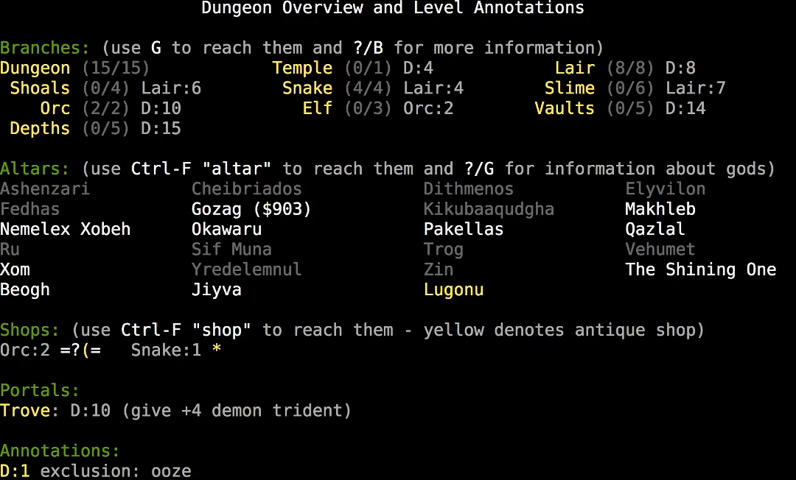 Dungeon Overview and Level Annotations
Branches: (use G to reach them and ?/B for more information)
Dungeon (15/15) Temple (0/1) D:4 Lair (8/8) D:8
Shoals (0/4) Lair:6 Snake (4/4) Lair:4 Slime (0/6) Lair:7
Orc (2/2) D:10 Elf (0/3) Orc:2 Vaults (0/5) D:14
Depths (0/5) D:15
Altars: (use Ctrl-F "altar" to reach them and ?/G for information about gods)
Ashenzari Cheibriados Dithmenos Elyvilon
Fedhas Gozag ($903) Kikubaaqudgha Makhleb
Nemelex Xobeh Okawaru Pakellas Qazlal
Ru Sif Muna Trog Vehumet
Xom Yredelemnul Zin The Shining One
Beogh Jiyva Lugonu
Shops: (use Ctrl-F "shop" to reach them - yellow denotes antique shop)
Orc:2 =?(= Snake:1 *
Portals:
Trove: D:10 (give +4 demon trident)
Annotations:
D:1 exclusion: ooze